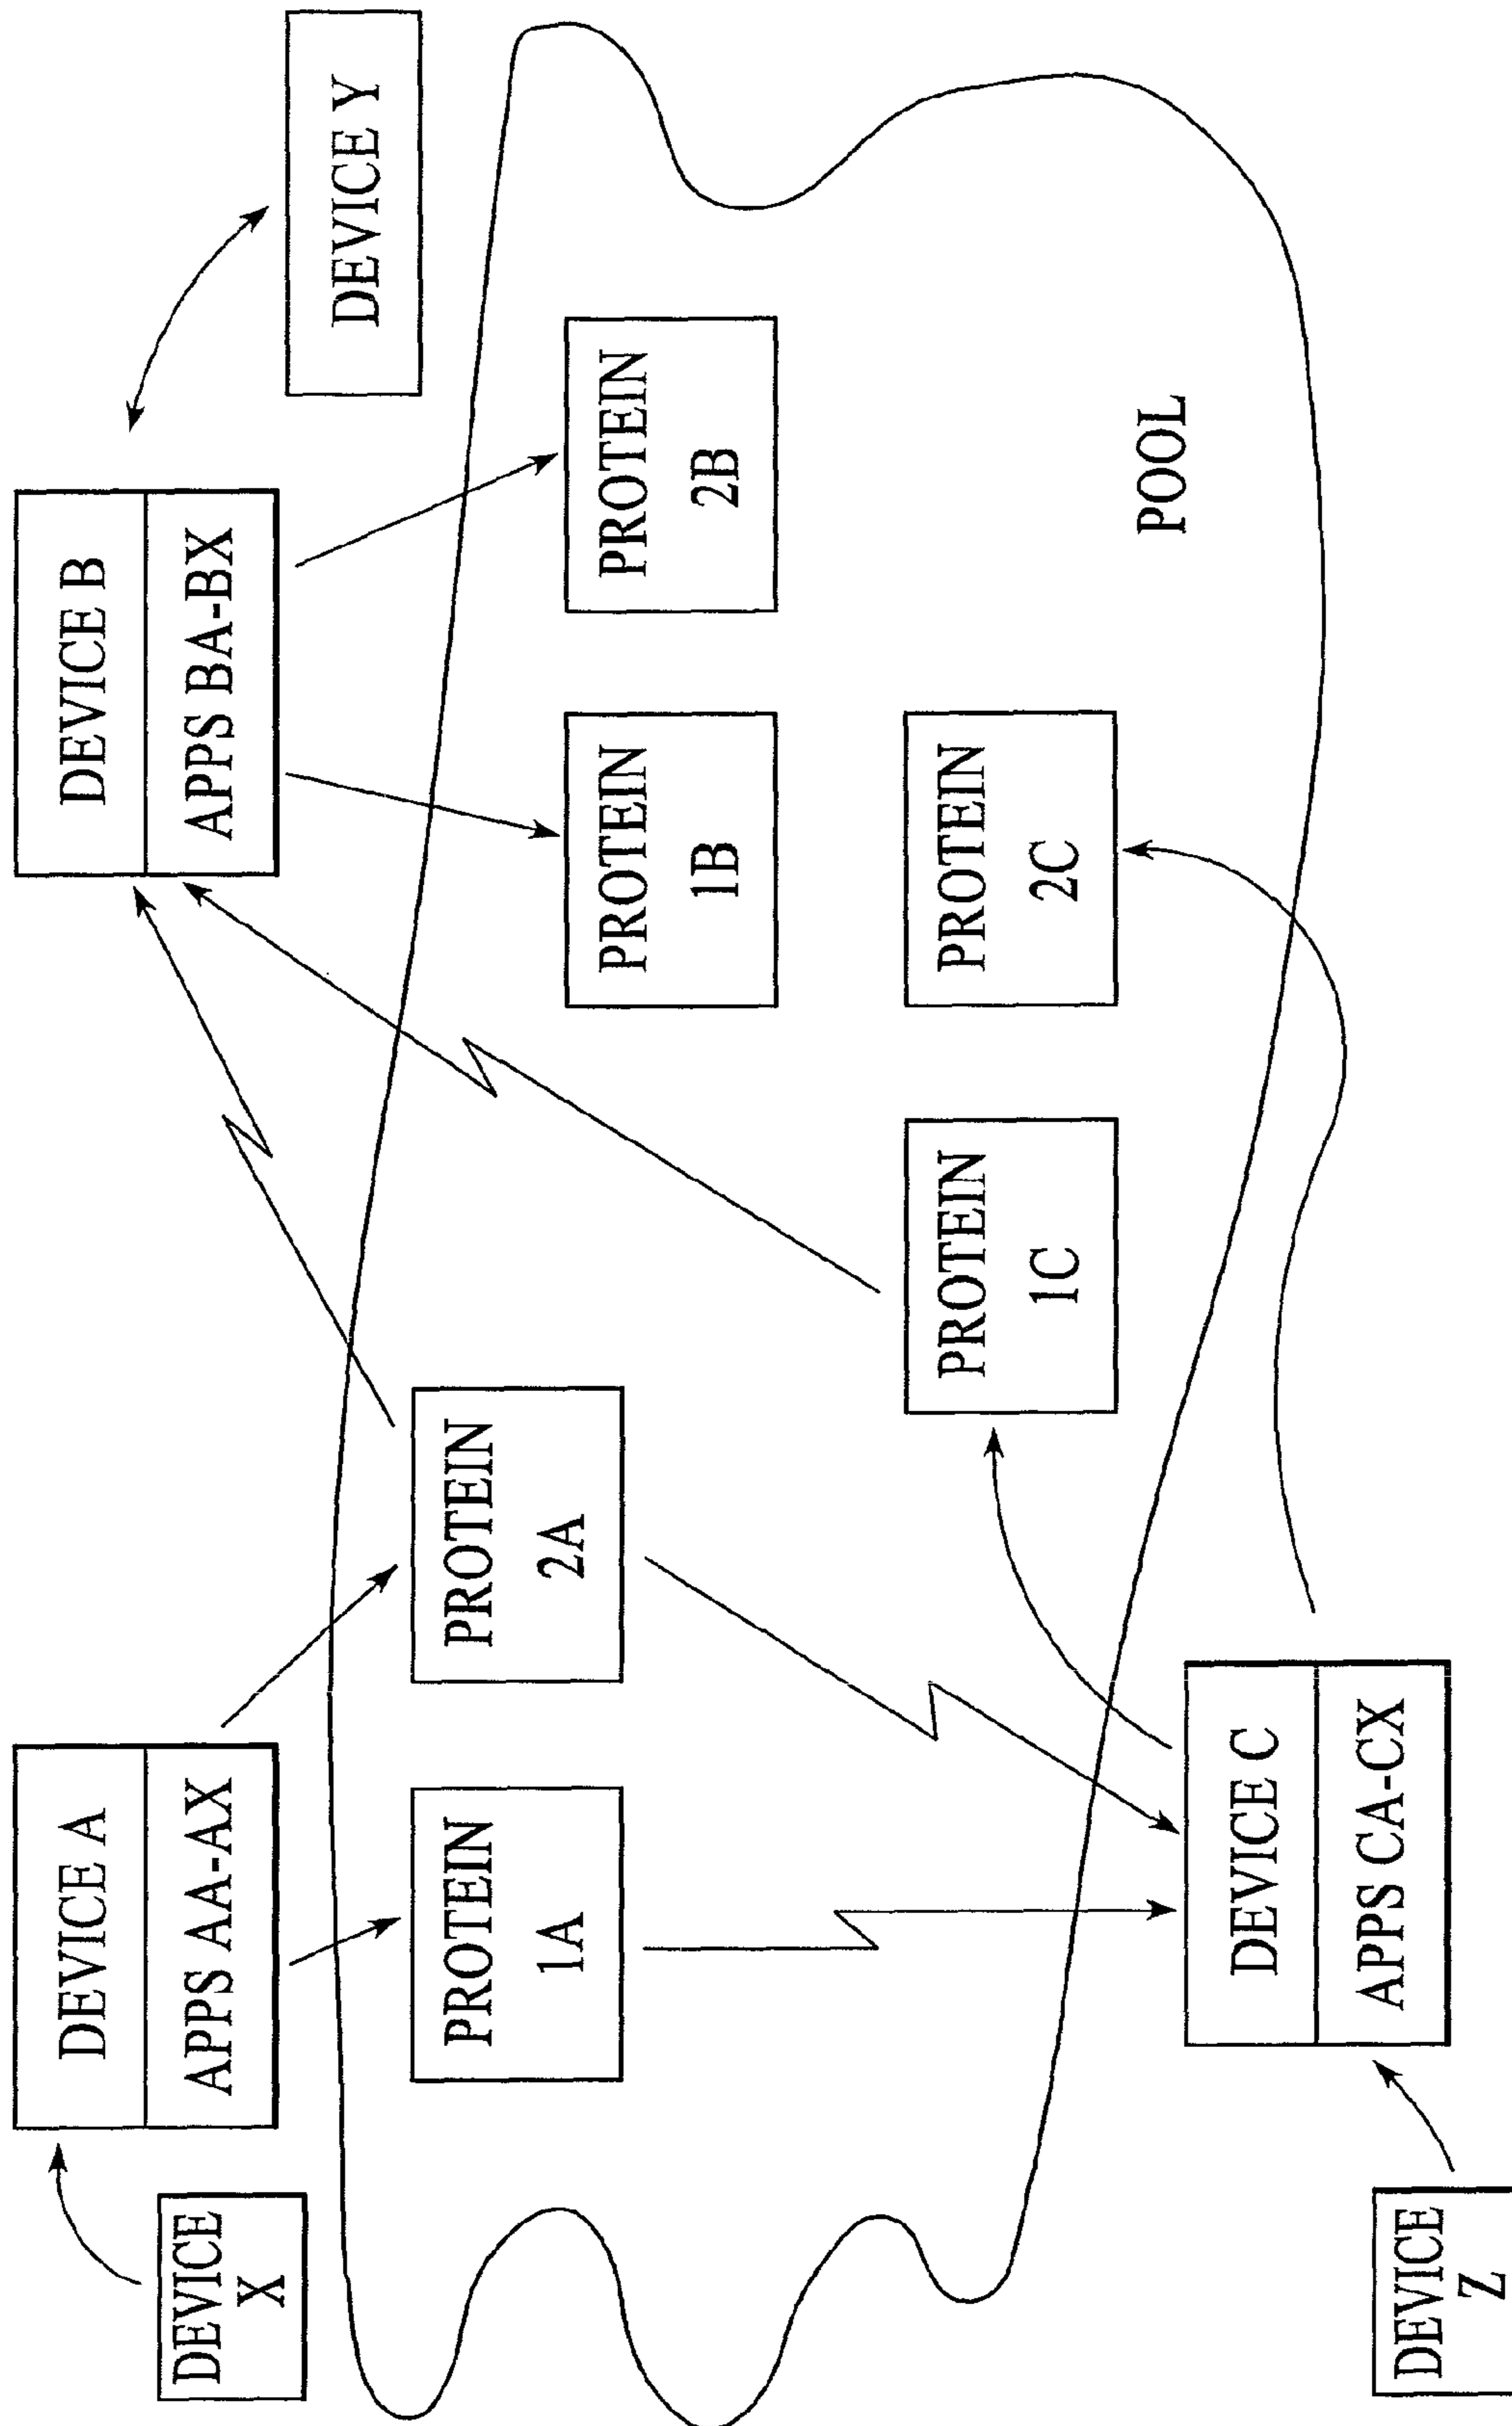 DEVICE
X
DEVICE A
APPS AA-AX
DEVICE B
APPS BA-BX
DEVICE Y
PROTEIN
1A
PROTEIN
2A
PROTEIN
1B
PROTEIN
2B
PROTEIN
1C
PROTEIN
2C
POOL
DEVICE C
APPS CA-CX
DEVICE
Z